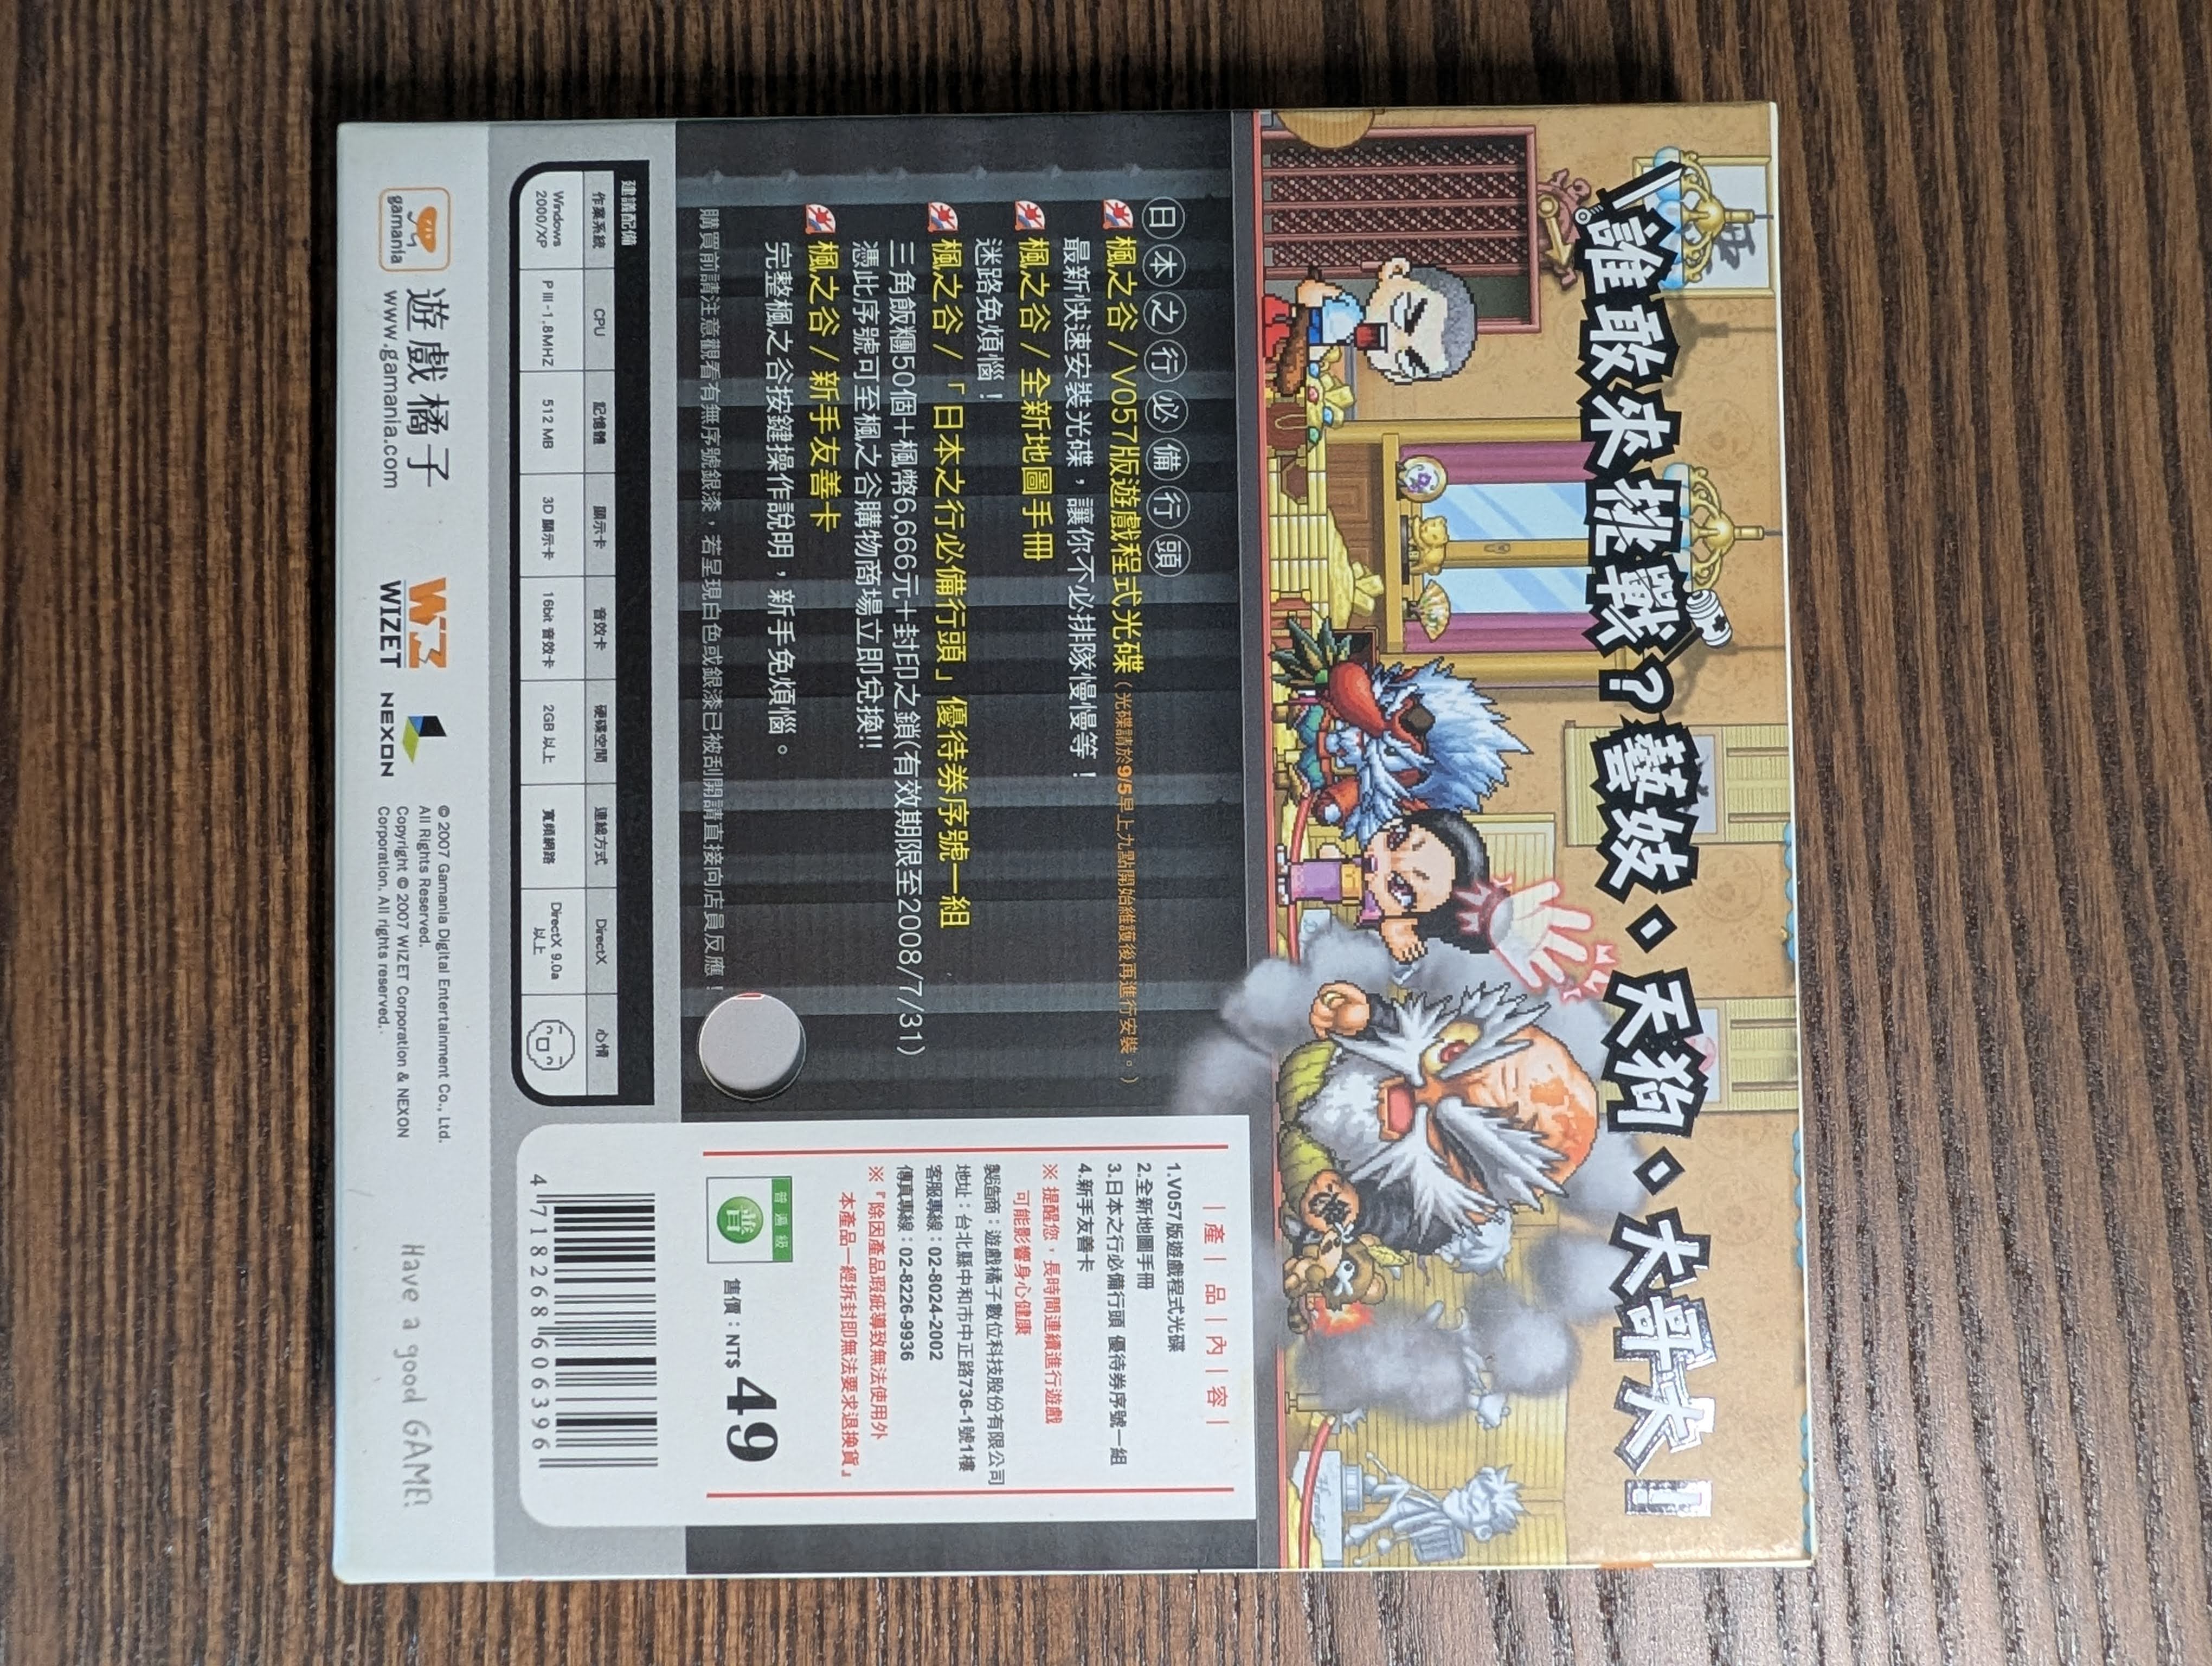 誰敢來挑戰？藝妓・天狗・大哥大！
日本之行必備行頭
楓之谷 / V057版遊戲程式光碟（光碟請於9/5早上九點開始維護後再進行安裝。）
最新快速安裝光碟，讓你不必排隊慢慢等！
楓之谷 / 全新地圖手冊
迷路免煩惱！
楓之谷 / 「日本之行必備行頭」優待券序號一組
三角飯糰50個＋楓幣6,666元＋封印之鎖(有效期限至2008/7/31)
憑此序號可至楓之谷購物商場立即兌換!!
楓之谷 / 新手友善卡
完整楓之谷按鍵操作說明，新手免煩惱。
購買前請注意觀看有無序號銀漆，若呈現白色或銀漆已被刮開請直接向店員反應！
建議配備
作業系統 CPU 記憶體 顯示卡 音效卡 硬碟空間 連線方式 DirectX 心情
Windows 2000/XP PIII-1.8MHZ 512 MB 3D 顯示卡 16bit 音效卡 2GB 以上 寬頻網路 DirectX 9.0a 以上
｜產｜品｜內｜容｜
1.V057版遊戲程式光碟
2.全新地圖手冊
3.日本之行必備行頭 優待券序號一組
4.新手友善卡
※ 提醒您，長時間連續進行遊戲
可能影響身心健康
製造商：遊戲橘子數位科技股份有限公司
地址：台北縣中和市中正路736-1號1樓
客服專線：02-8024-2002
傳真專線：02-8226-9936
※『除因產品瑕疵導致無法使用外
本產品一經拆封即無法要求退換貨』
普遍級
普
售價：NT$ 49
4 718268 606396
gamania
遊戲橘子
www.gamania.com
WIZET
NEXON
© 2007 Gamania Digital Entertainment Co., Ltd.
All Rights Reserved.
Copyright © 2007 WIZET Corporation & NEXON
Corporation. All rights reserved.
Have a good GAME!